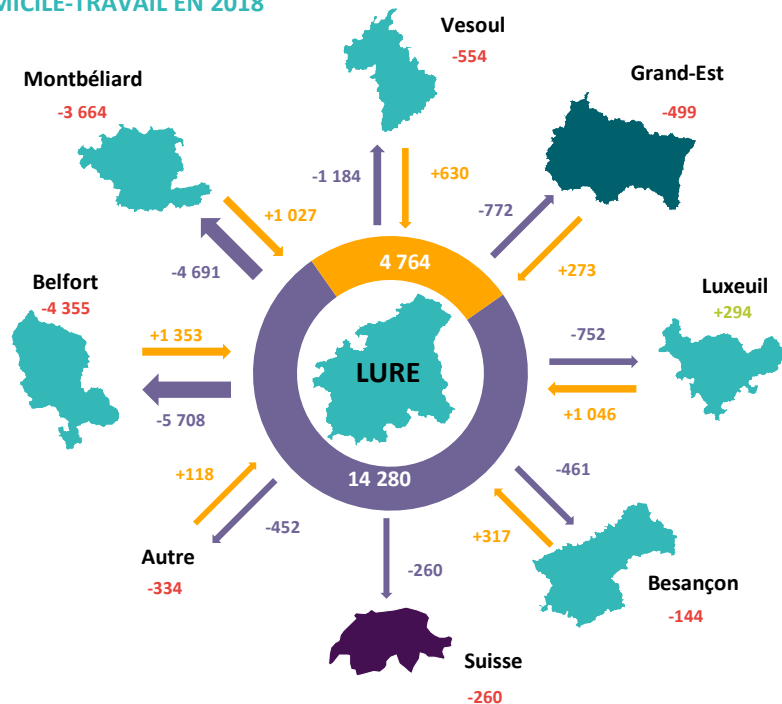 MICILE-TRAVAIL EN 2018
Vesoul
-554
Montbéliard
-3 664
Grand-Est
-499
-1 184
+630
+1 027
-772
-4 691
4 764
+273
Belfort
-4 355
Luxeuil
+294
+1 353
-752
LURE
-5 708
+1 046
+118
14 280
-461
-452
+317
Autre
-334
-260
Besançon
-144
Suisse
-260